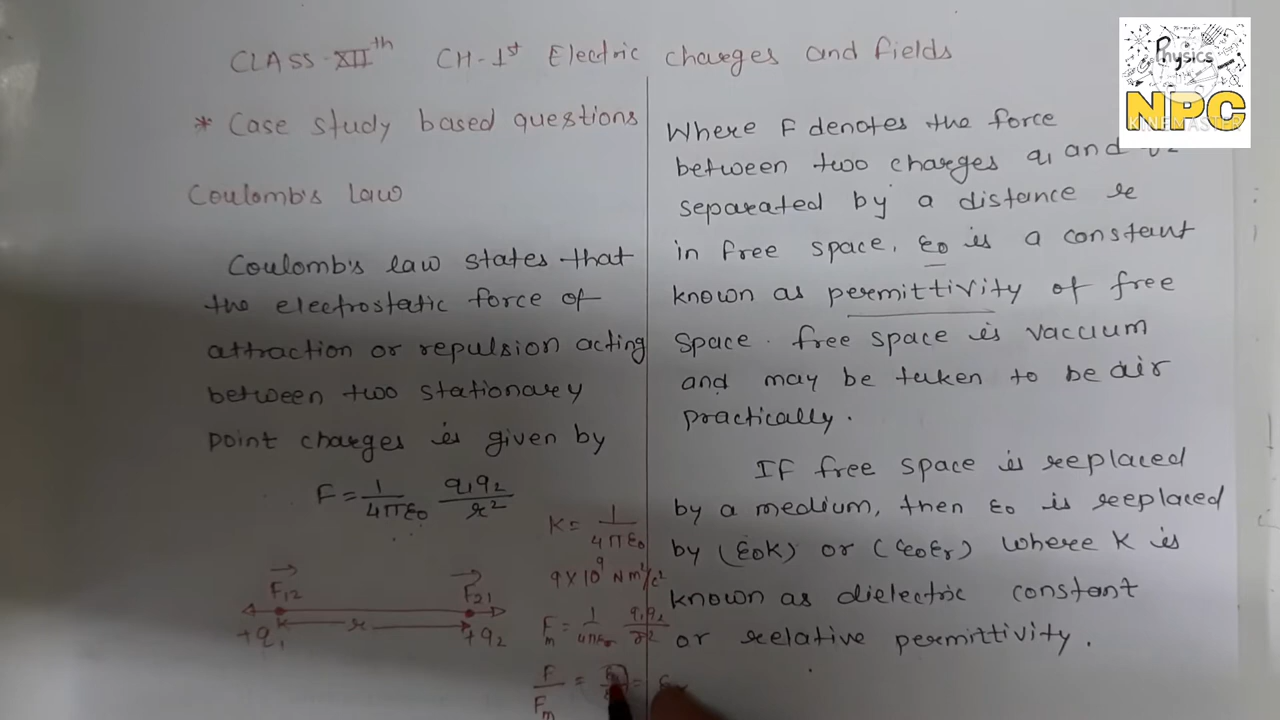 CLASS-XIIth CH-1st Electric charges and fields
* Case study based questions
Coulomb's law
Coulomb's law states that
the electrostatic force of
attraction or repulsion acting
between two stationary
point charges is given by
F = 1/4πε0 q1q2/r²
F12 F21
r
+q1 +q2
K = 1/4πε0
9×10⁹ Nm²/c²
Fm = 1/4πεm q1q2/r²
F/Fm =
Where F denotes the force
between two charges q1 and
separated by a distance r
in free space, ε0 is a constant
known as permittivity of free
space. free space is vaccum
and may be taken to be air
practically.
If free space is replaced
by a medium, then ε0 is replaced
by (ε0K) or (ε0εr) where K is
known as dielectric constant
or relative permittivity.
Physics
NPC
KINEMASTER